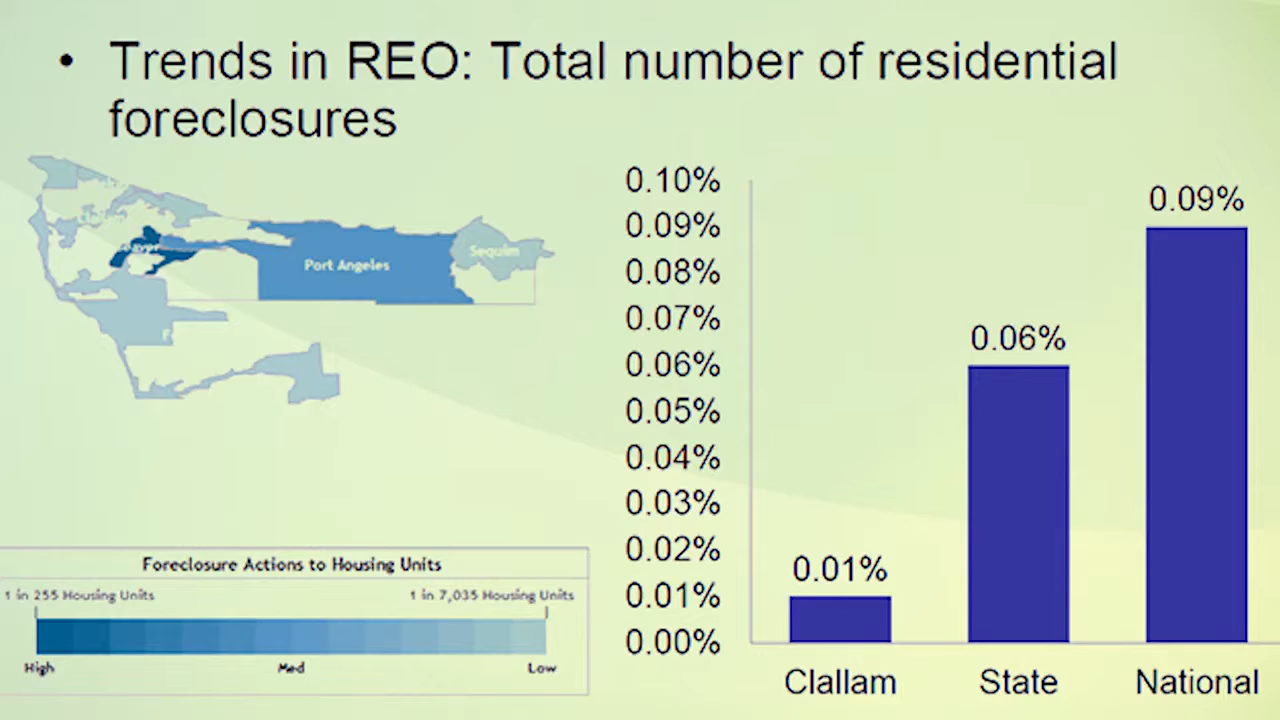 • Trends in REO: Total number of residential
foreclosures
Port Angeles
Sequim
Foreclosure Actions to Housing Units
1 in 255 Housing Units
1 in 7,035 Housing Units
High
Med
Low
0.10%
0.09%
0.08%
0.07%
0.06%
0.05%
0.04%
0.03%
0.02%
0.01%
0.00%
0.01%
0.06%
0.09%
Clallam
State
National